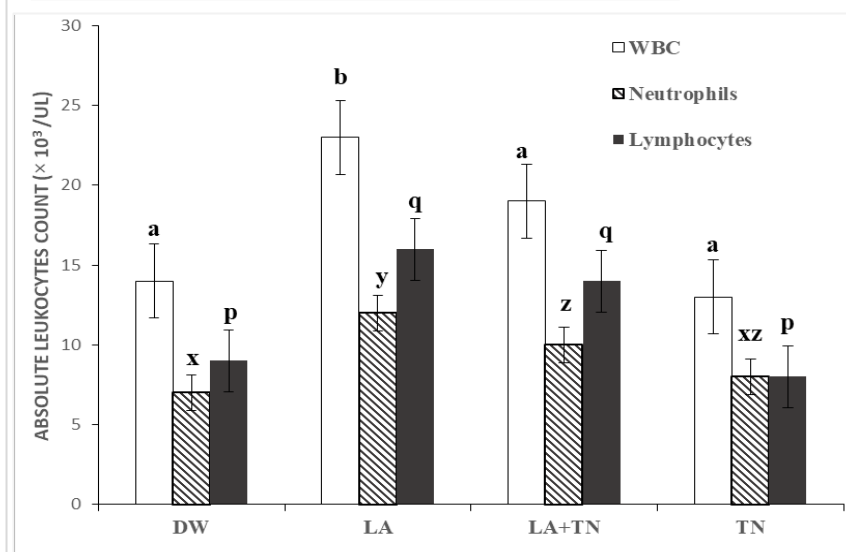 ABSOLUTE LEUKOCYTES COUNT (× 10³ /UL)
30
25
20
15
10
5
0
WBC
Neutrophils
Lymphocytes
a
x
p
b
y
q
a
z
q
a
xz
p
DW
LA
LA+TN
TN